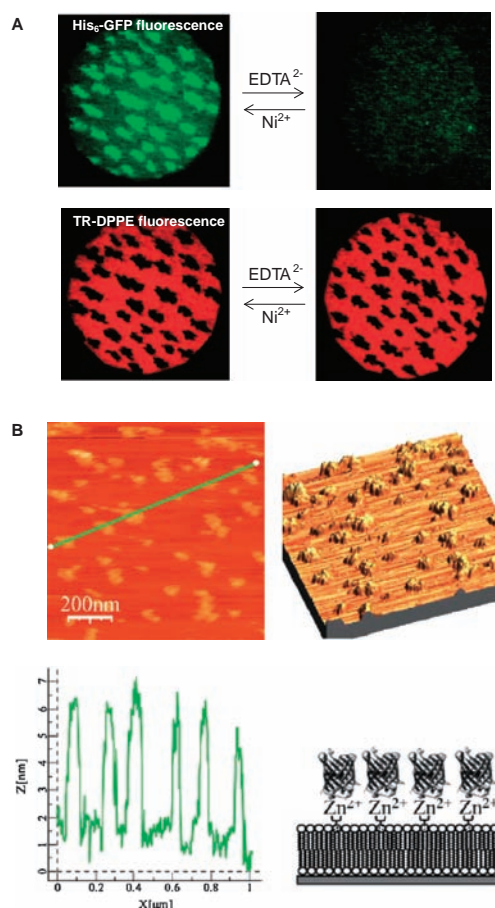 A
His6-GFP fluorescence
EDTA2-
Ni2+
TR-DPPE fluorescence
EDTA2-
Ni2+
B
200nm
7
6
5
4
3
2
1
0
Z[nm]
0 0.2 0.4 0.6 0.8 1
X[µm]
Zn2+ Zn2+ Zn2+ Zn2+